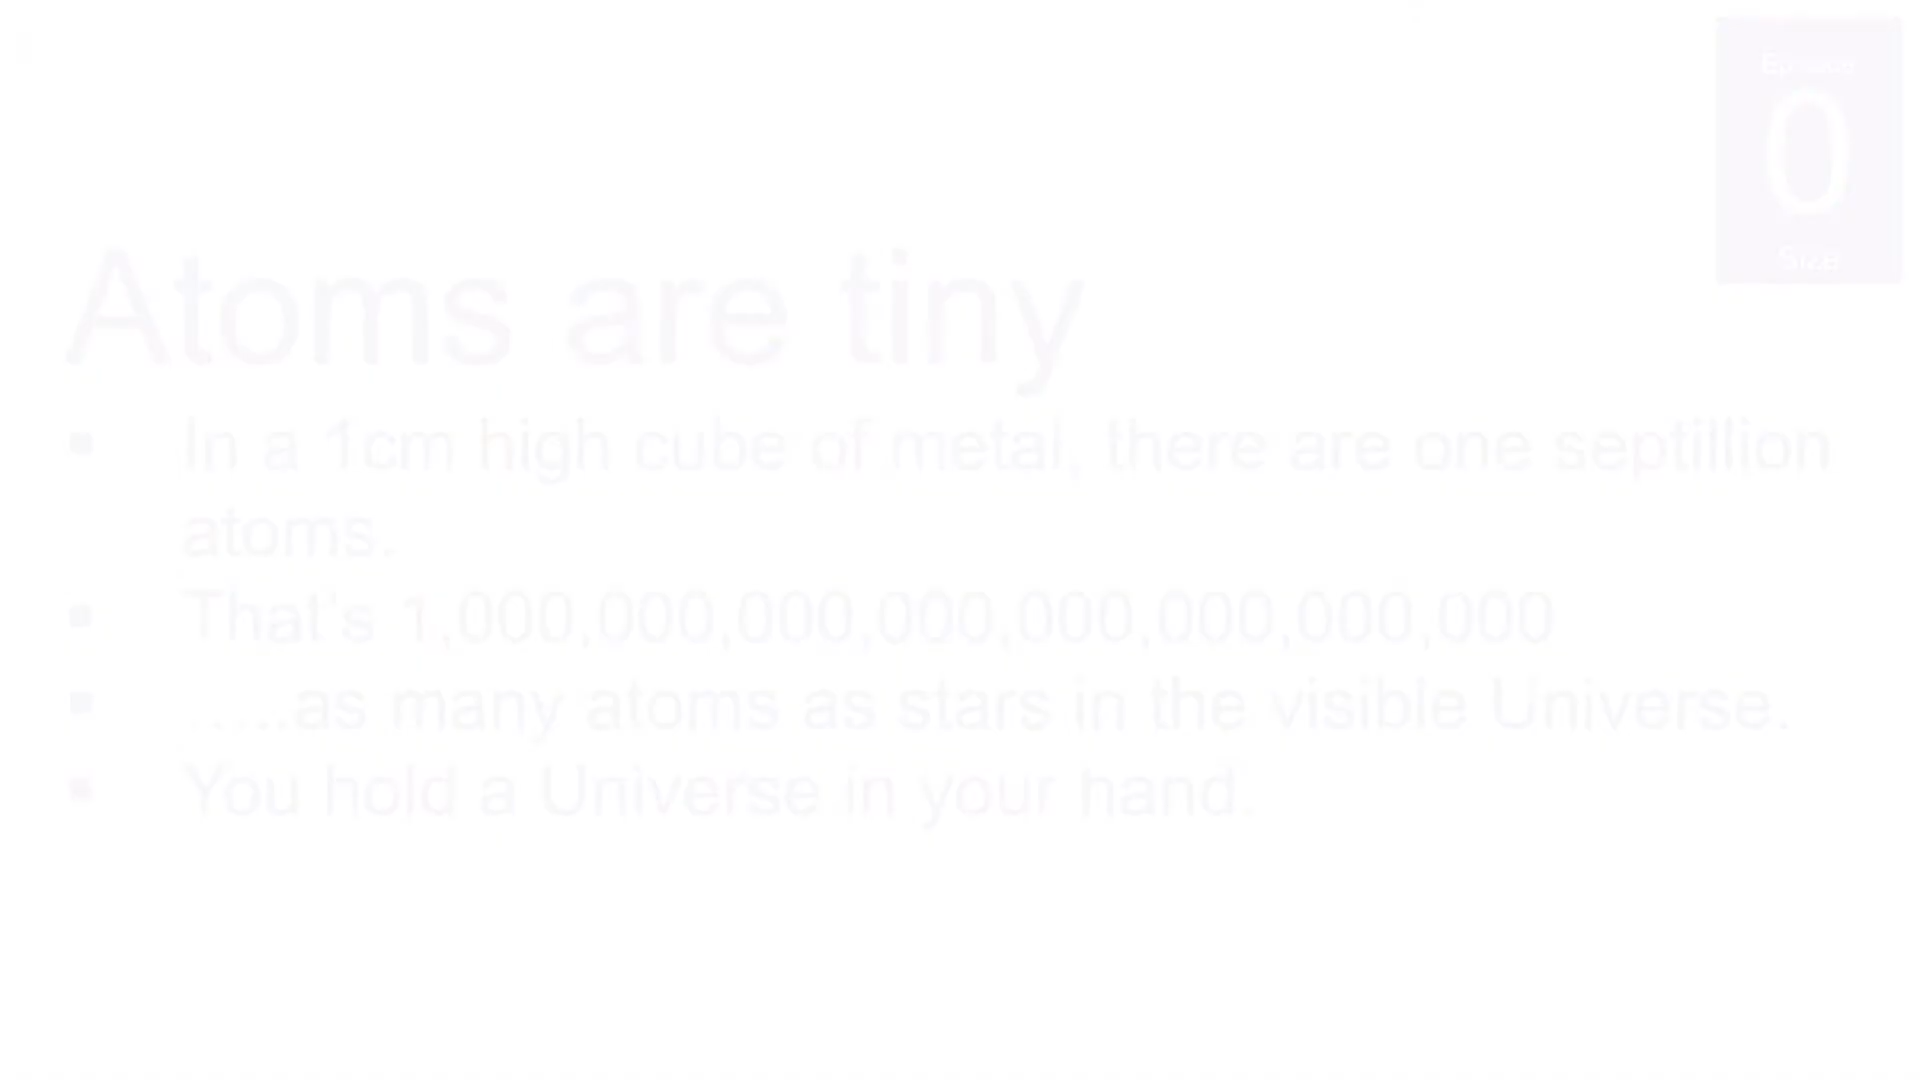 Episode
0
Size
Atoms are tiny
▪ In a 1cm high cube of metal, there are one septillion
atoms.
▪ That's 1,000,000,000,000,000,000,000,000
▪ .....as many atoms as stars in the visible Universe.
▪ You hold a Universe in your hand.